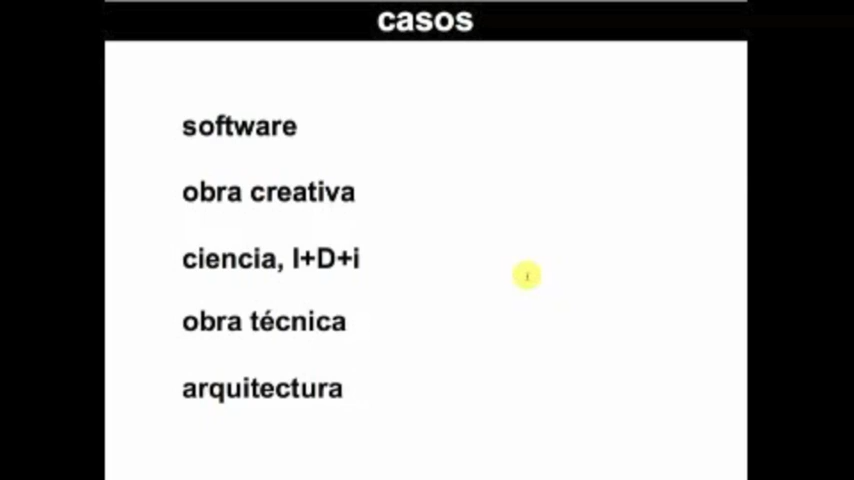 casos
software
obra creativa
ciencia, I+D+i
obra técnica
arquitectura